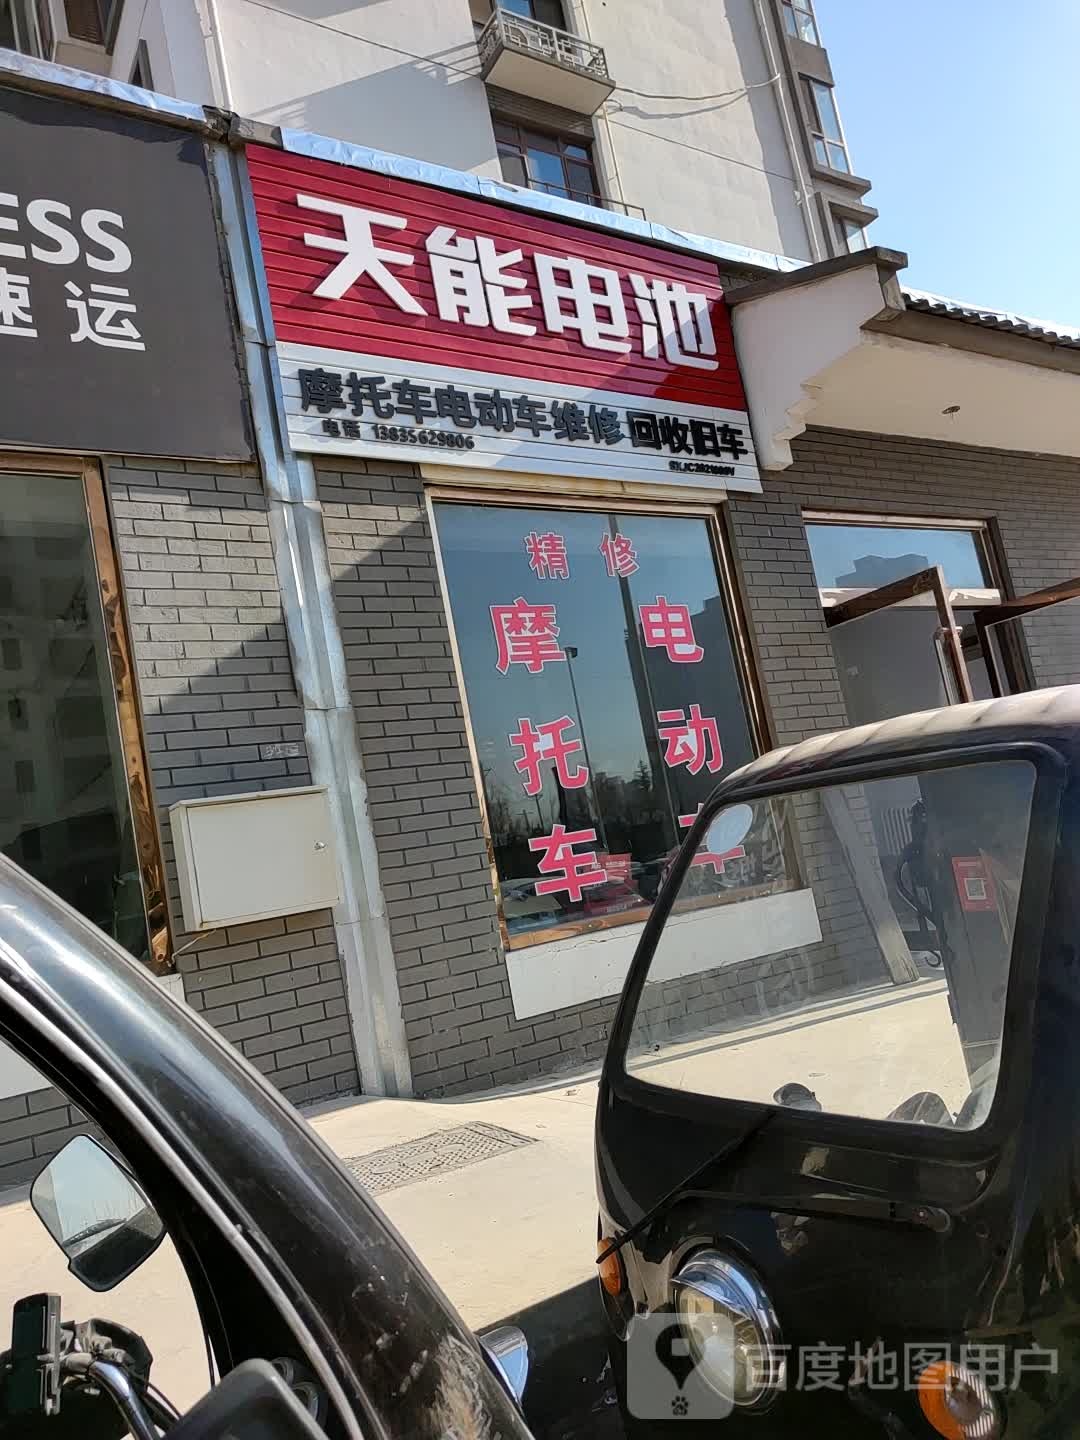 ESS
速运
天能电池
摩托车电动车维修 回收旧车
电话 13835629806
精修
摩托车
电动车
百度地图用户